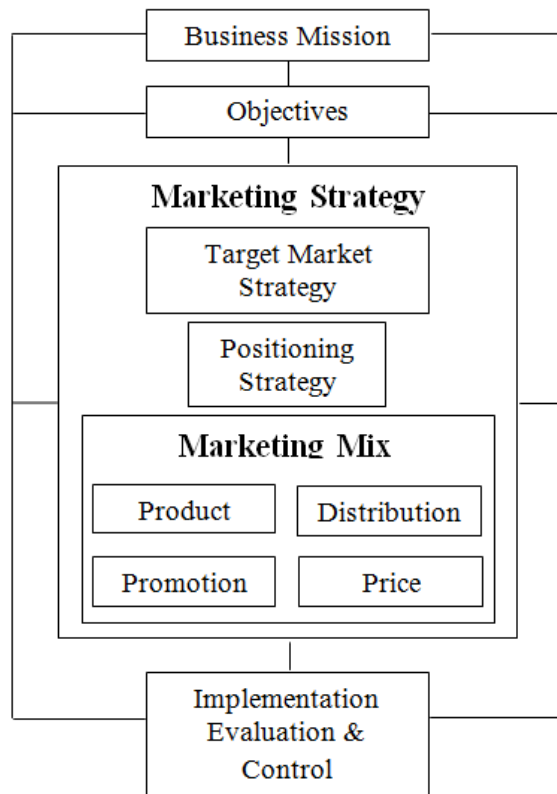 Business Mission
Objectives
Marketing Strategy
Target Market
Strategy
Positioning
Strategy
Marketing Mix
Product
Distribution
Promotion
Price
Implementation
Evaluation &
Control